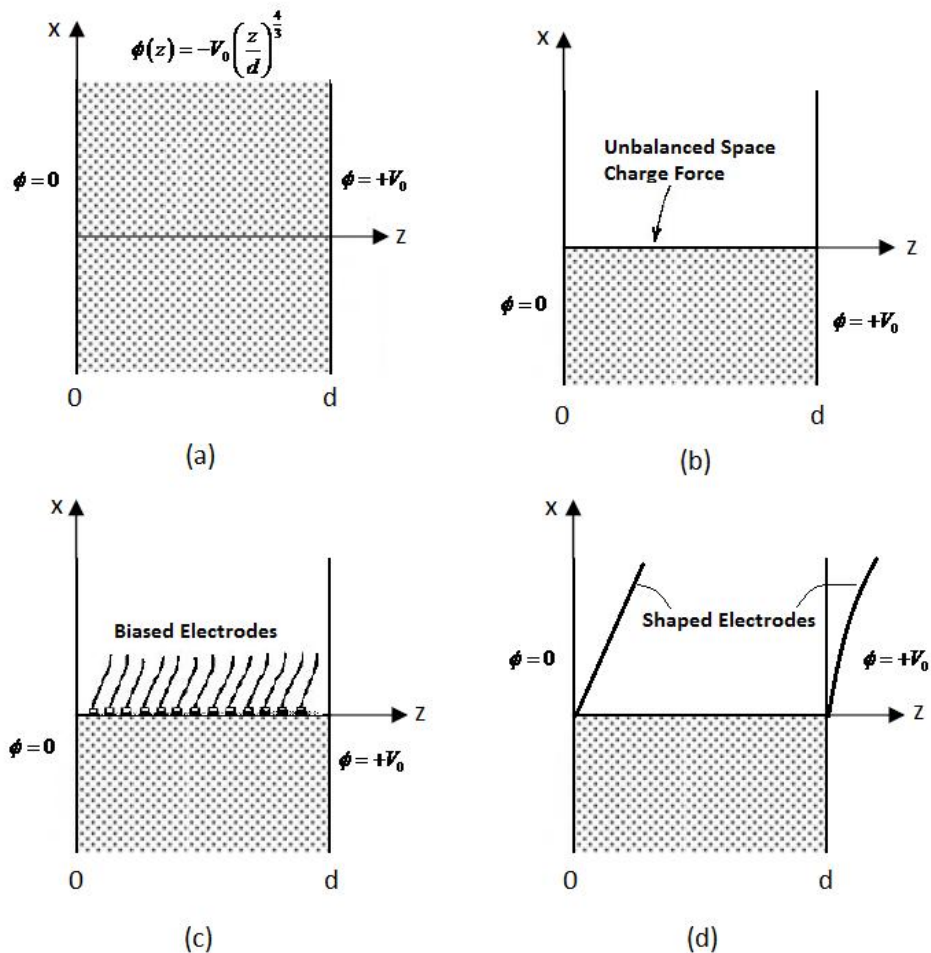 X
ϕ(z) = -V₀(z/d)^(4/3)
ϕ = 0
ϕ = +V₀
Z
0
d
(a)
X
Unbalanced Space
Charge Force
Z
ϕ = 0
ϕ = +V₀
0
d
(b)
X
Biased Electrodes
Z
ϕ = 0
ϕ = +V₀
0
d
(c)
X
Shaped Electrodes
ϕ = 0
ϕ = +V₀
Z
0
d
(d)